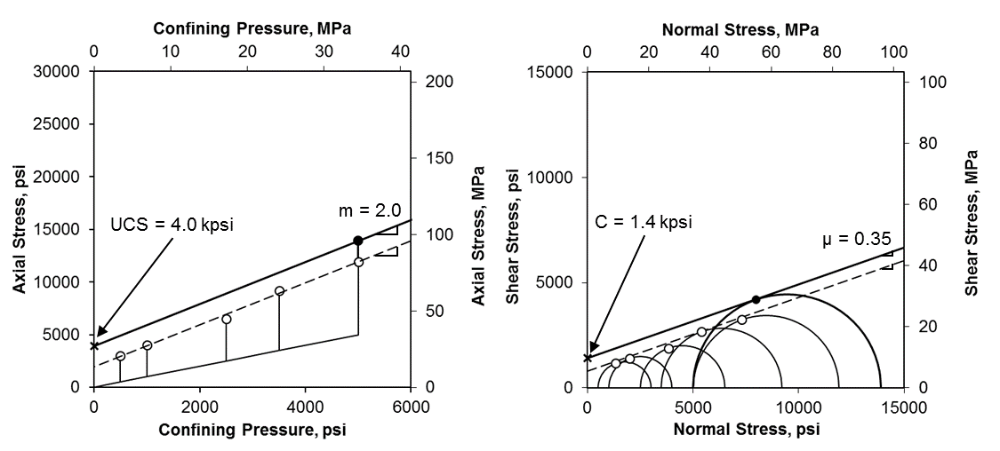 Confining Pressure, MPa
0 10 20 30 40
30000
25000
20000
15000
10000
5000
0
Axial Stress, psi
UCS = 4.0 kpsi
m = 2.0
200
150
100
50
0
Axial Stress, MPa
0 2000 4000 6000
Confining Pressure, psi
Normal Stress, MPa
0 20 40 60 80 100
15000
10000
5000
0
Shear Stress, psi
C = 1.4 kpsi
μ = 0.35
100
80
60
40
20
0
Shear Stress, MPa
0 5000 10000 15000
Normal Stress, psi